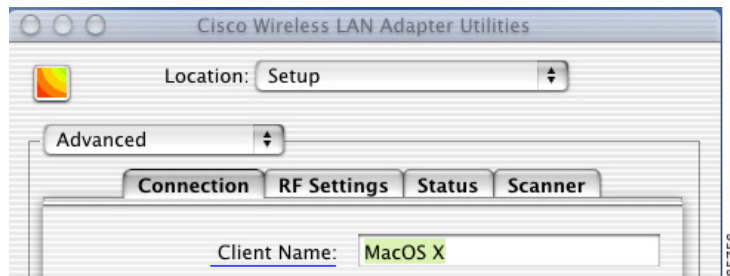 Cisco Wireless LAN Adapter Utilities
Location: Setup
Advanced
Connection RF Settings Status Scanner
Client Name: MacOS X